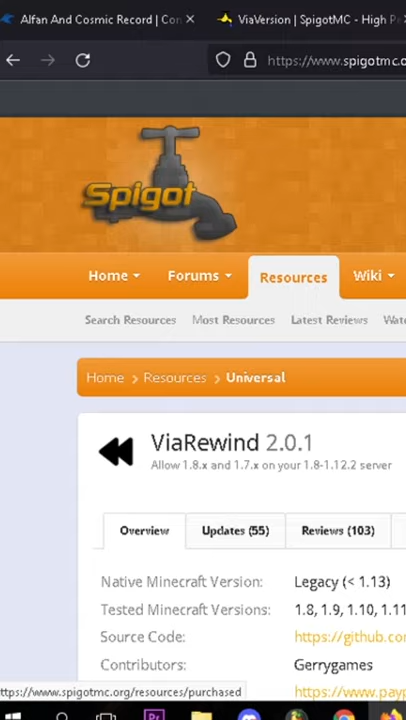 Alfan And Cosmic Record | Con
ViaVersion | SpigotMC - High Pe
https://www.spigotmc.o
Spigot
Home Forums Resources Wiki
Search Resources Most Resources Latest Reviews Wat
Home > Resources > Universal
ViaRewind 2.0.1
Allow 1.8.x and 1.7.x on your 1.8-1.12.2 server
Overview Updates (55) Reviews (103)
Native Minecraft Version: Legacy (< 1.13)
Tested Minecraft Versions: 1.8, 1.9, 1.10, 1.11
Source Code: https://github.co
Contributors: Gerrygames
https://www.payp
https://www.spigotmc.org/resources/purchased
Pr